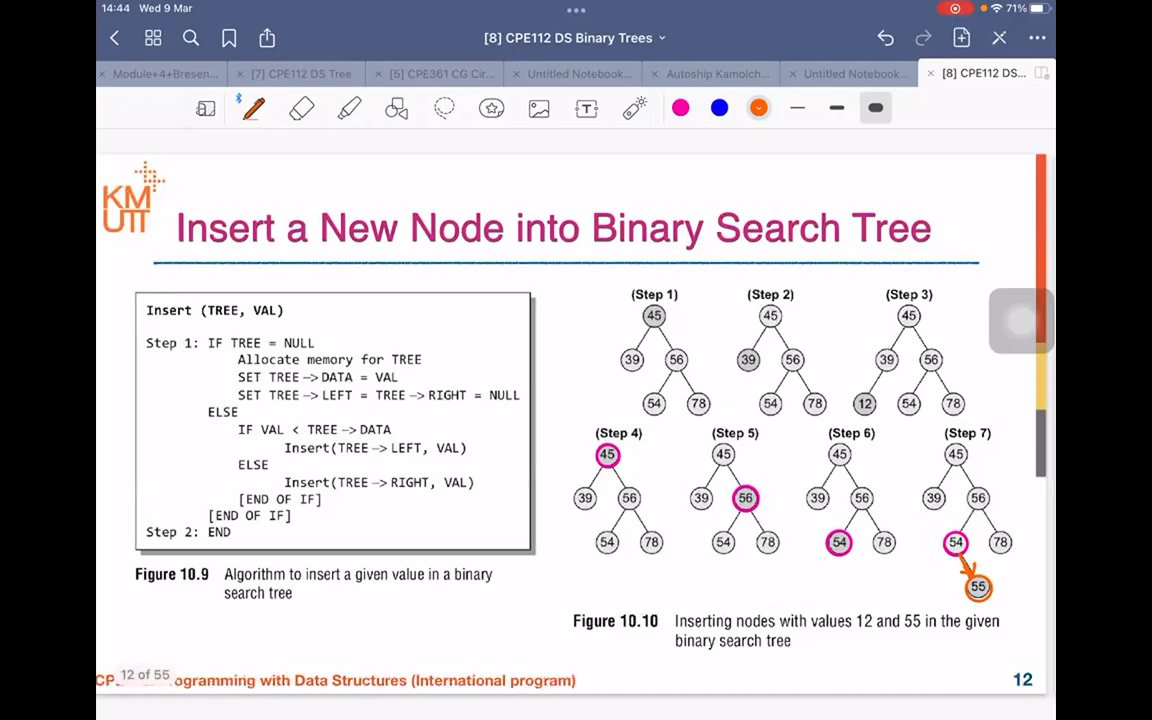 14:44 Wed 9 Mar
71%
[8] CPE112 DS Binary Trees
Module+4+Bresen...
[7] CPE112 DS Tree
[5] CPE361 CG Cir...
Untitled Notebook...
Autoship Kamolch...
Untitled Notebook...
[8] CPE112 DS...
KM
UTT
Insert a New Node into Binary Search Tree
Insert (TREE, VAL)
Step 1: IF TREE = NULL
Allocate memory for TREE
SET TREE->DATA = VAL
SET TREE->LEFT = TREE->RIGHT = NULL
ELSE
IF VAL < TREE->DATA
Insert(TREE->LEFT, VAL)
ELSE
Insert(TREE->RIGHT, VAL)
[END OF IF]
[END OF IF]
Step 2: END
Figure 10.9 Algorithm to insert a given value in a binary
search tree
(Step 1) (Step 2) (Step 3)
45 45 45
39 56 39 56 39 56
54 78 54 78 12 54 78
(Step 4) (Step 5) (Step 6) (Step 7)
45 45 45 45
39 56 39 56 39 56 39 56
54 78 54 78 54 78 54 78
55
Figure 10.10 Inserting nodes with values 12 and 55 in the given
binary search tree
12 of 55
ogramming with Data Structures (International program)
12